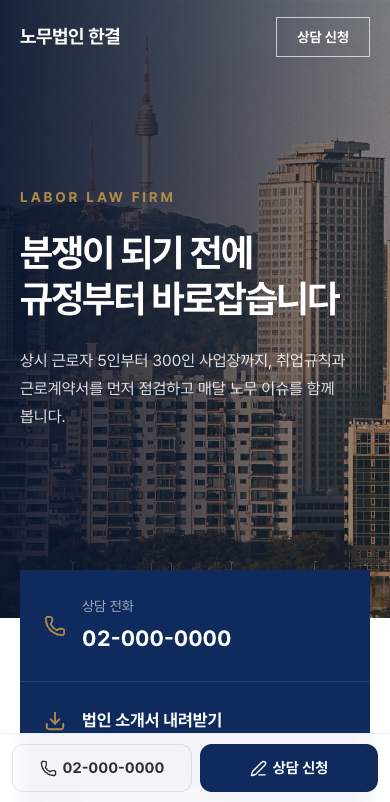 노무법인 한결
상담 신청
LABOR LAW FIRM
분쟁이 되기 전에
규정부터 바로잡습니다
상시 근로자 5인부터 300인 사업장까지, 취업규칙과
근로계약서를 먼저 점검하고 매달 노무 이슈를 함께
봅니다.
상담 전화
02-000-0000
법인 소개서 내려받기
02-000-0000
상담 신청